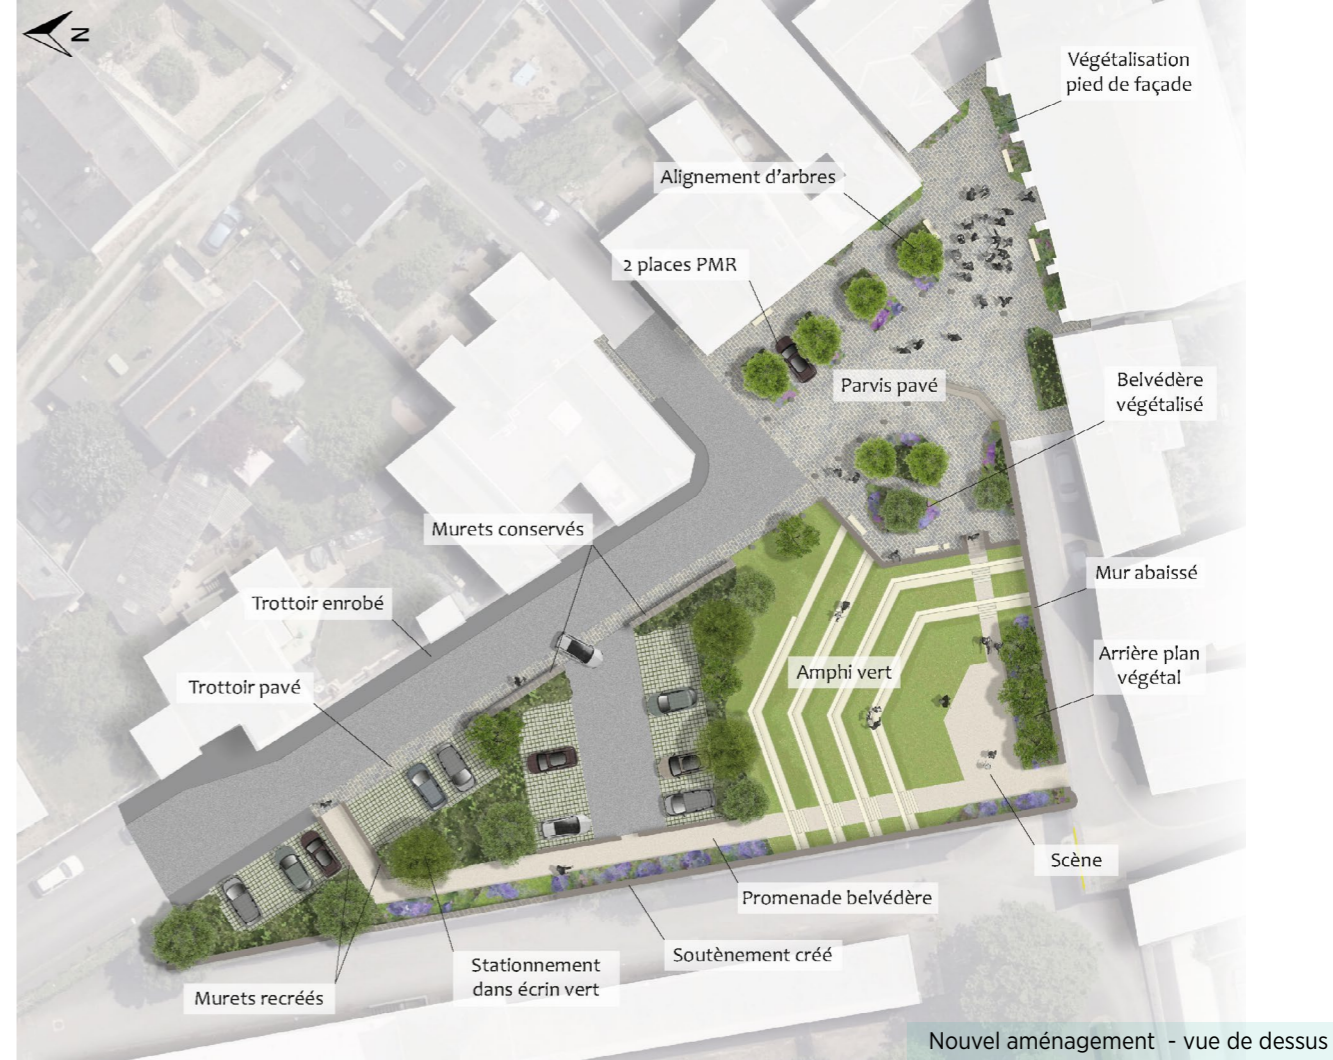 N
Végétalisation
pied de façade
Alignement d'arbres
2 places PMR
Parvis pavé
Belvédère
végétalisé
Murets conservés
Mur abaissé
Trottoir enrobé
Arrière plan
végétal
Amphi vert
Trottoir pavé
Scène
Promenade belvédère
Soutènement créé
Stationnement
dans écrin vert
Murets recréés
Nouvel aménagement - vue de dessus